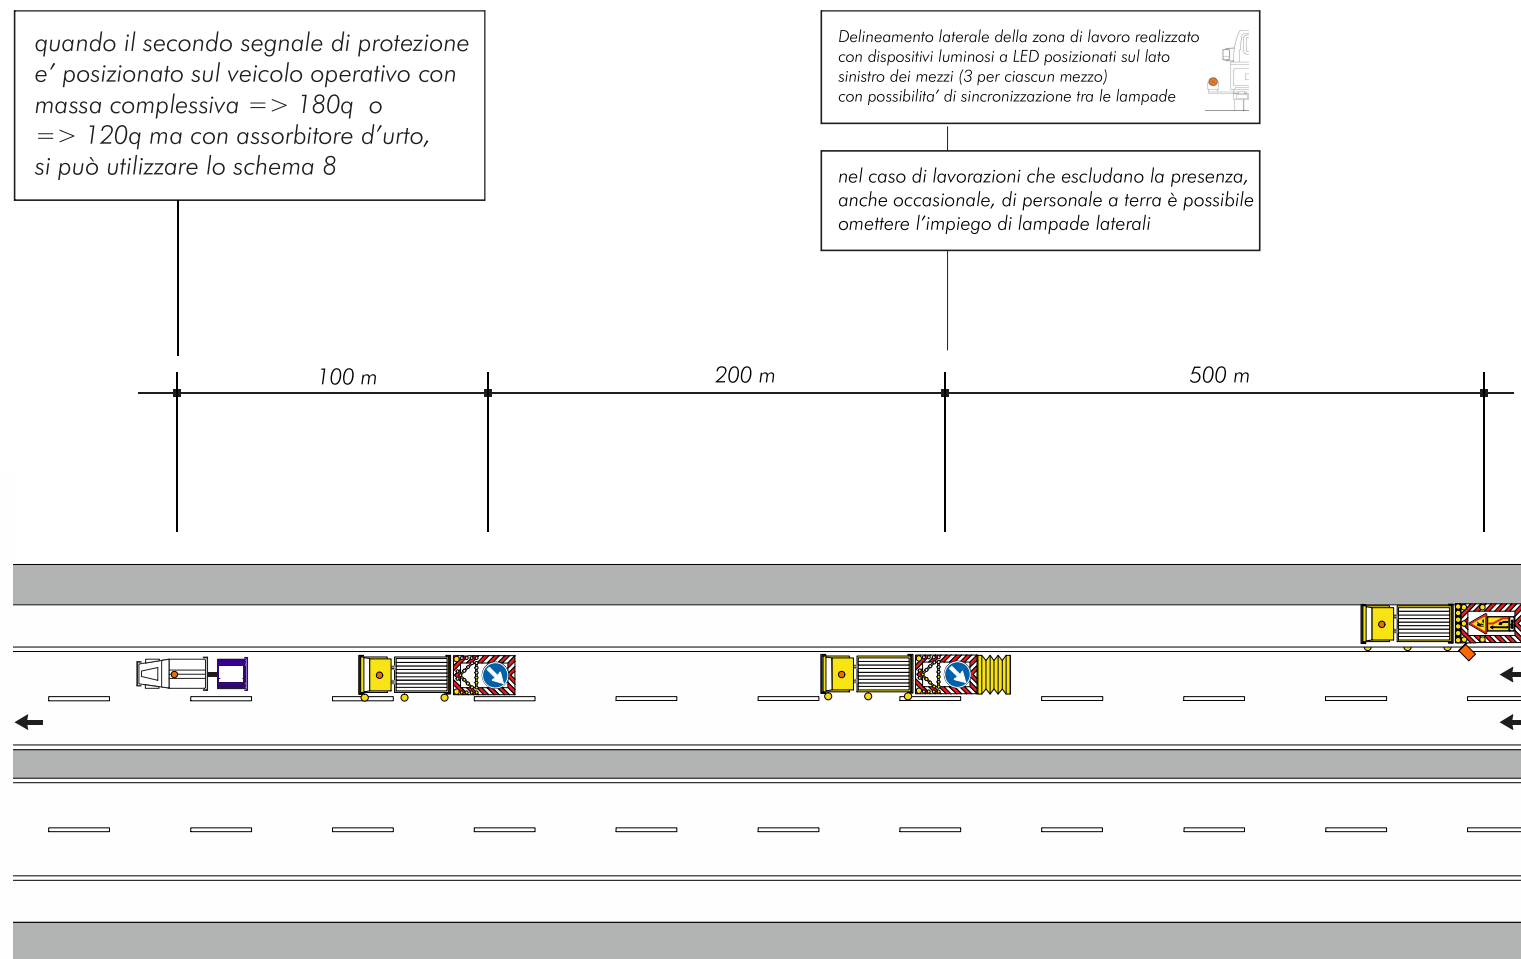 quando il secondo segnale di protezione
e' posizionato sul veicolo operativo con
massa complessiva => 180q o
=> 120q ma con assorbitore d'urto,
si può utilizzare lo schema 8
Delineamento laterale della zona di lavoro realizzato
con dispositivi luminosi a LED posizionati sul lato
sinistro dei mezzi (3 per ciascun mezzo)
con possibilita' di sincronizzazione tra le lampade
nel caso di lavorazioni che escludano la presenza,
anche occasionale, di personale a terra è possibile
omettere l'impiego di lampade laterali
100 m
200 m
500 m